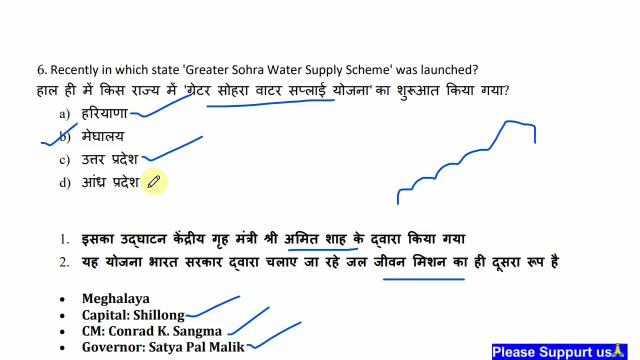 6. Recently in which state 'Greater Sohra Water Supply Scheme' was launched?
हाल ही में किस राज्य में 'ग्रेटर सोहरा वाटर सप्लाई योजना' का शुरूआत किया गया?
a) हरियाणा
b) मेघालय
c) उत्तर प्रदेश
d) आंध्र प्रदेश
1. इसका उद्घाटन केंद्रीय गृह मंत्री श्री अमित शाह के द्वारा किया गया
2. यह योजना भारत सरकार द्वारा चलाए जा रहे जल जीवन मिशन का ही दूसरा रूप है
• Meghalaya
• Capital: Shillong
• CM: Conrad K. Sangma
• Governor: Satya Pal Malik
Please Suppurt us🙏